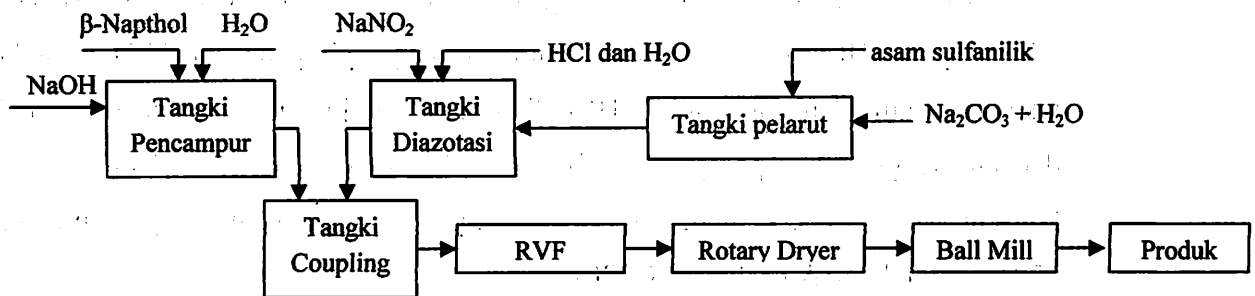 β-Napthol
H₂O
NaNO₂
HCl dan H₂O
asam sulfanilik
NaOH
Tangki
Pencampur
Tangki
Diazotasi
Tangki pelarut
Na₂CO₃ + H₂O
Tangki
Coupling
RVF
Rotary Dryer
Ball Mill
Produk